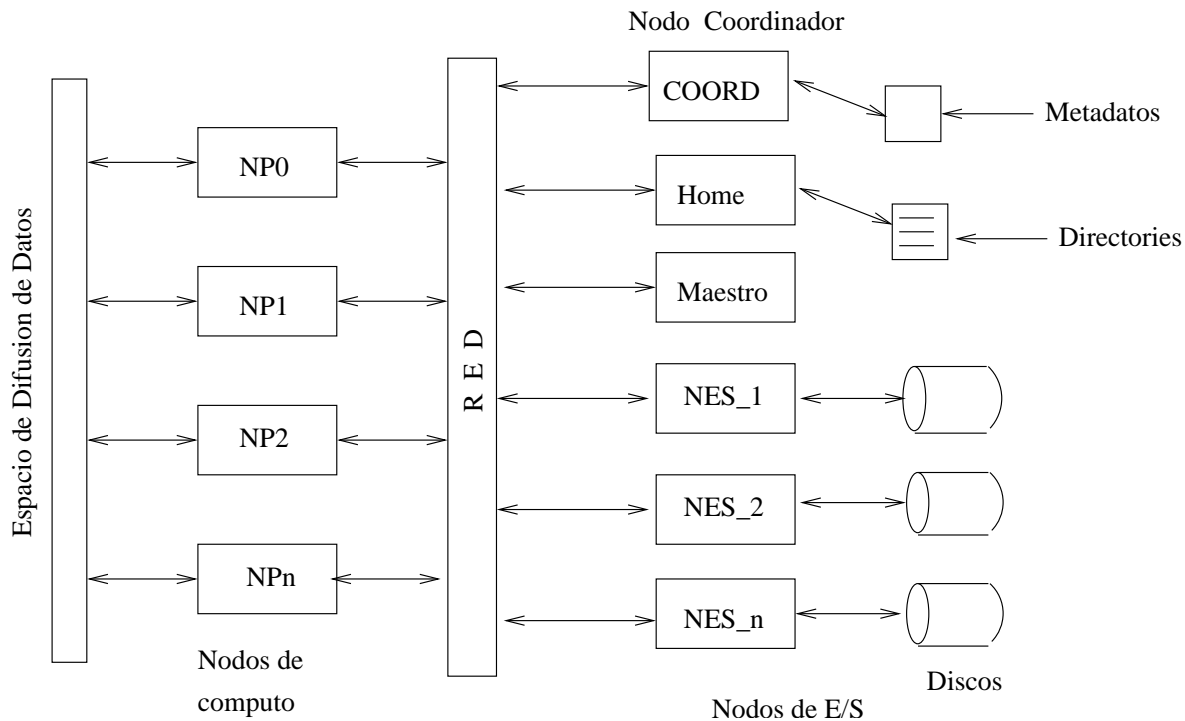 Nodo Coordinador
COORD
Metadatos
NP0
Home
Directories
NP1
Maestro
Espacio de Difusion de Datos
R E D
NES_1
NP2
NES_2
NPn
NES_n
Nodos de
computo
Discos
Nodos de E/S